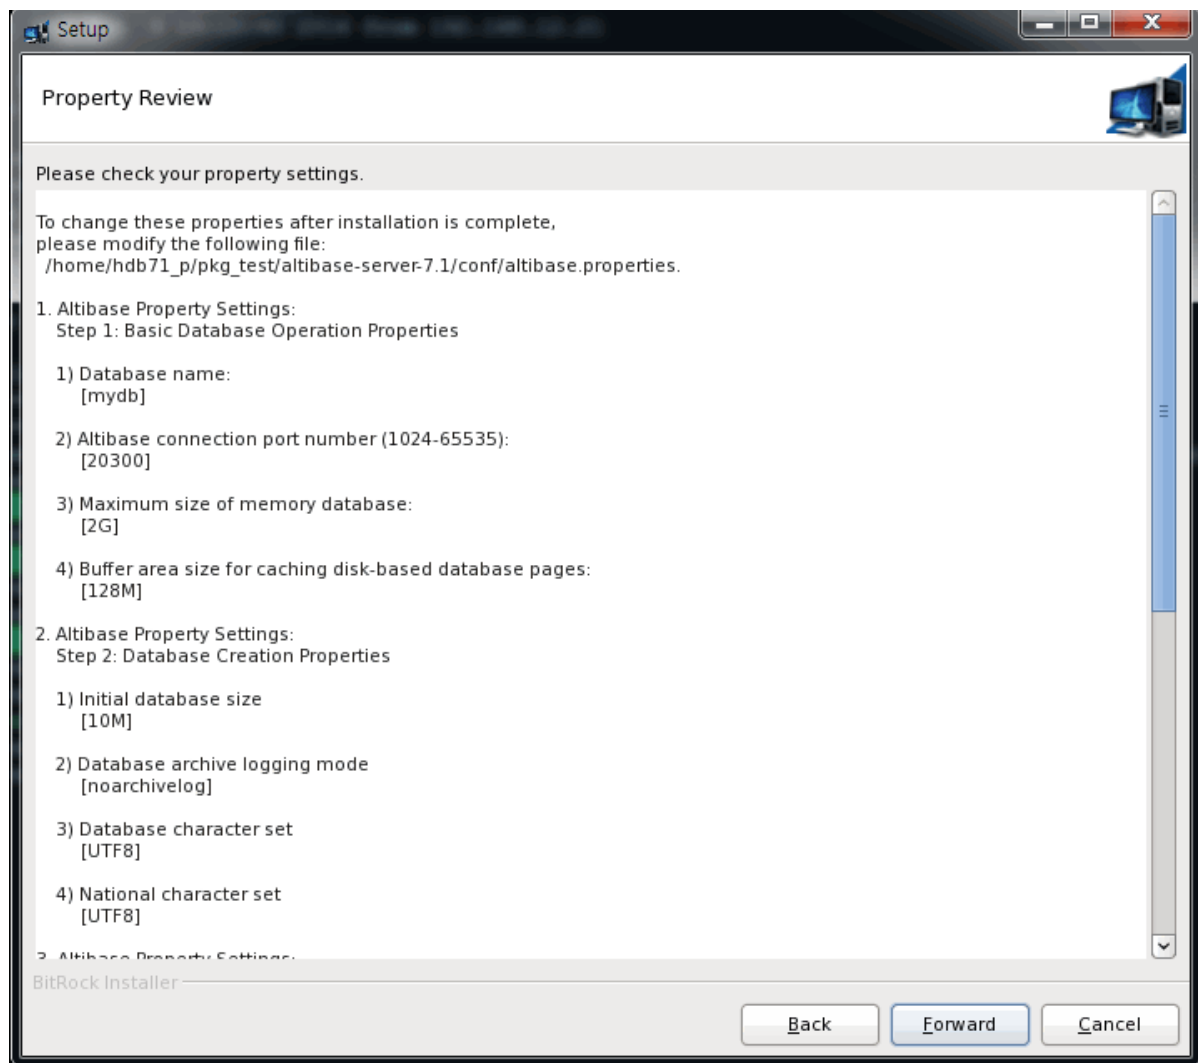 Setup
Property Review
Please check your property settings.
To change these properties after installation is complete,
please modify the following file:
/home/hdb71_p/pkg_test/altibase-server-7.1/conf/altibase.properties.
1. Altibase Property Settings:
Step 1: Basic Database Operation Properties
1) Database name:
[mydb]
2) Altibase connection port number (1024-65535):
[20300]
3) Maximum size of memory database:
[2G]
4) Buffer area size for caching disk-based database pages:
[128M]
2. Altibase Property Settings:
Step 2: Database Creation Properties
1) Initial database size
[10M]
2) Database archive logging mode
[noarchivelog]
3) Database character set
[UTF8]
4) National character set
[UTF8]
3. Altibase Property Settings:
BitRock Installer
Back
Forward
Cancel